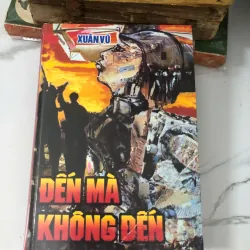 XUÂN VŨ
ĐẾN MÀ
KHÔNG ĐẾN